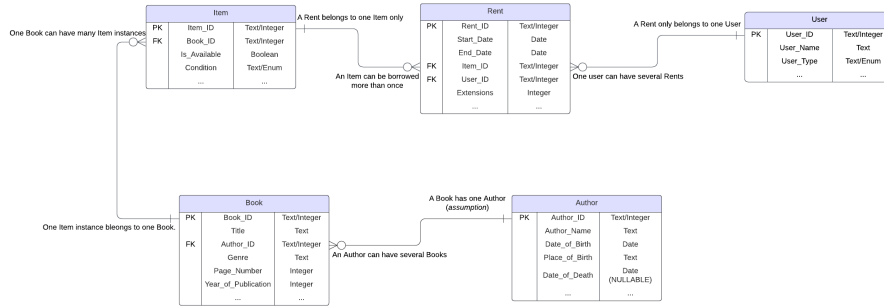 Item
PK Item_ID Text/Integer
FK Book_ID Text/Integer
Is_Available Boolean
Condition Text/Enum
... ...
One Book can have many Item instances
A Rent belongs to one Item only
An Item can be borrowed
more than once
Rent
PK Rent_ID Text/Integer
Start_Date Date
End_Date Date
FK Item_ID Text/Integer
FK User_ID Text/Integer
Extensions Integer
... ...
A Rent only belongs to one User
One user can have several Rents
User
PK User_ID Text/Integer
User_Name Text
User_Type Text/Enum
... ...
One Item instance bleongs to one Book.
Book
PK Book_ID Text/Integer
Title Text
FK Author_ID Text/Integer
Genre Text
Page_Number Integer
Year_of_Publication Integer
... ...
A Book has one Author
(assumption)
An Author can have several Books
Author
PK Author_ID Text/Integer
Author_Name Text
Date_of_Birth Date
Place_of_Birth Text
Date_of_Death Date
(NULLABLE)
... ...